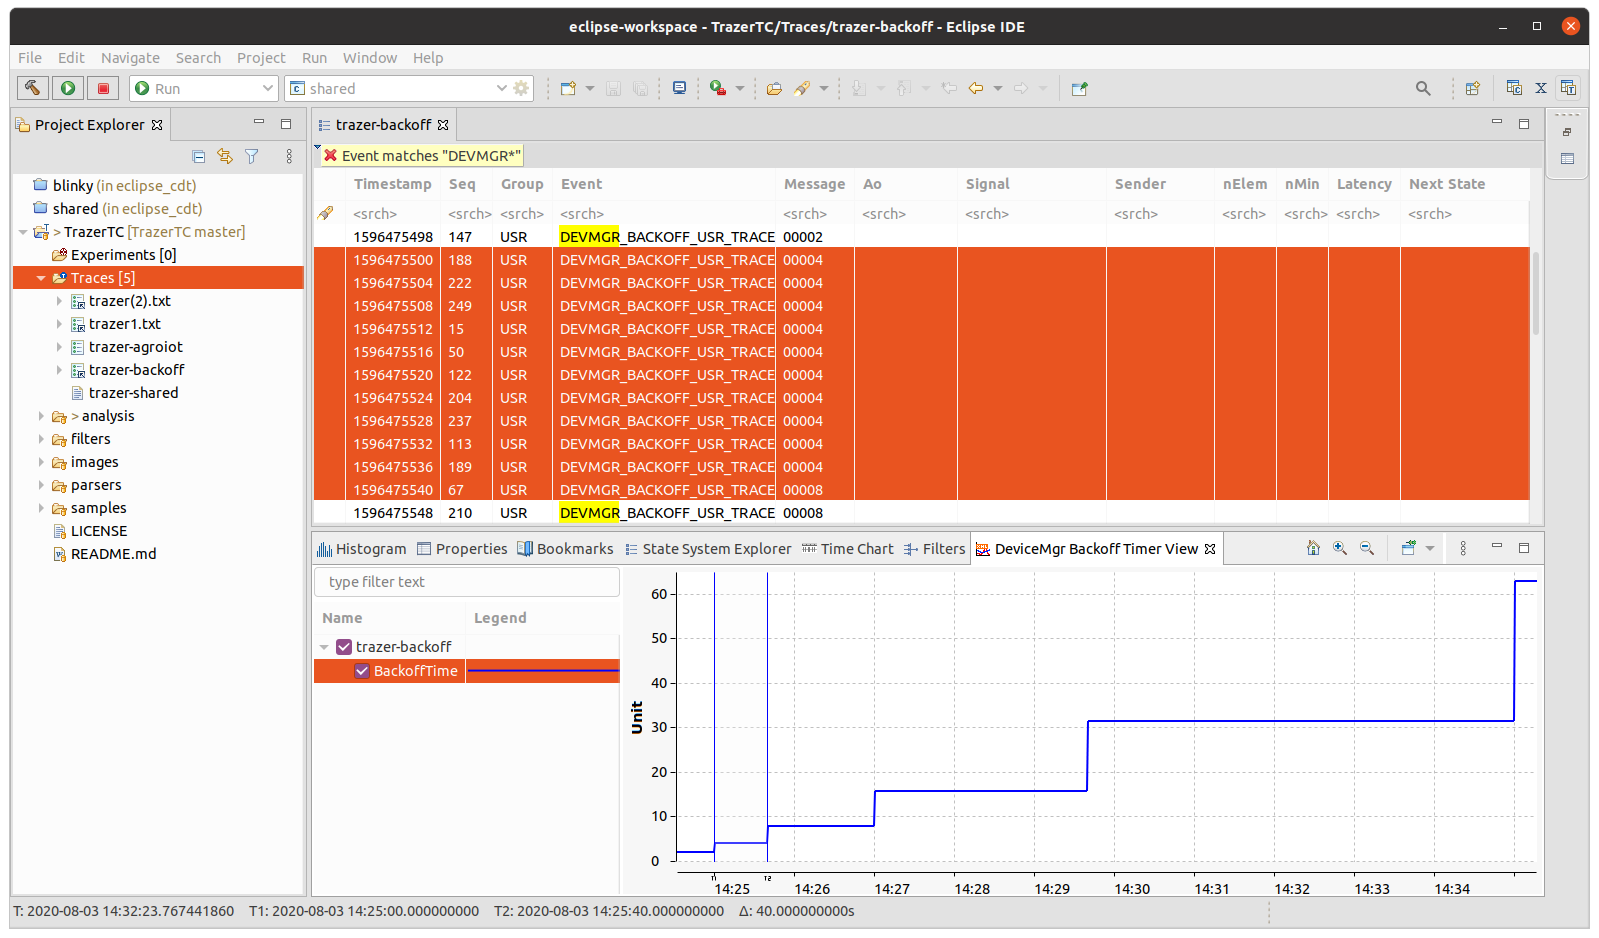 eclipse-workspace - TrazerTC/Traces/trazer-backoff - Eclipse IDE
File Edit Navigate Search Project Run Window Help
Run shared
Project Explorer
blinky (in eclipse_cdt)
shared (in eclipse_cdt)
> TrazerTC [TrazerTC master]
Experiments [0]
Traces [5]
trazer(2).txt
trazer1.txt
trazer-agroiot
trazer-backoff
trazer-shared
> analysis
filters
images
parsers
samples
LICENSE
README.md
trazer-backoff
Event matches "DEVMGR*"
Timestamp Seq Group Event Message Ao Signal Sender nElem nMin Latency Next State
<srch> <srch> <srch> <srch> <srch> <srch> <srch> <srch> <srch> <srch> <srch> <srch>
1596475498 147 USR DEVMGR_BACKOFF_USR_TRACE 00002
1596475500 188 USR DEVMGR_BACKOFF_USR_TRACE 00004
1596475504 222 USR DEVMGR_BACKOFF_USR_TRACE 00004
1596475508 249 USR DEVMGR_BACKOFF_USR_TRACE 00004
1596475512 15 USR DEVMGR_BACKOFF_USR_TRACE 00004
1596475516 50 USR DEVMGR_BACKOFF_USR_TRACE 00004
1596475520 122 USR DEVMGR_BACKOFF_USR_TRACE 00004
1596475524 204 USR DEVMGR_BACKOFF_USR_TRACE 00004
1596475528 237 USR DEVMGR_BACKOFF_USR_TRACE 00004
1596475532 113 USR DEVMGR_BACKOFF_USR_TRACE 00004
1596475536 189 USR DEVMGR_BACKOFF_USR_TRACE 00004
1596475540 67 USR DEVMGR_BACKOFF_USR_TRACE 00008
1596475548 210 USR DEVMGR_BACKOFF_USR_TRACE 00008
Histogram Properties Bookmarks State System Explorer Time Chart Filters DeviceMgr Backoff Timer View
type filter text
Name Legend
trazer-backoff
BackoffTime
Unit
60
50
40
30
20
10
0
T1 T2
14:25 14:26 14:27 14:28 14:29 14:30 14:31 14:32 14:33 14:34
T: 2020-08-03 14:32:23.767441860 T1: 2020-08-03 14:25:00.000000000 T2: 2020-08-03 14:25:40.000000000 Δ: 40.000000000s